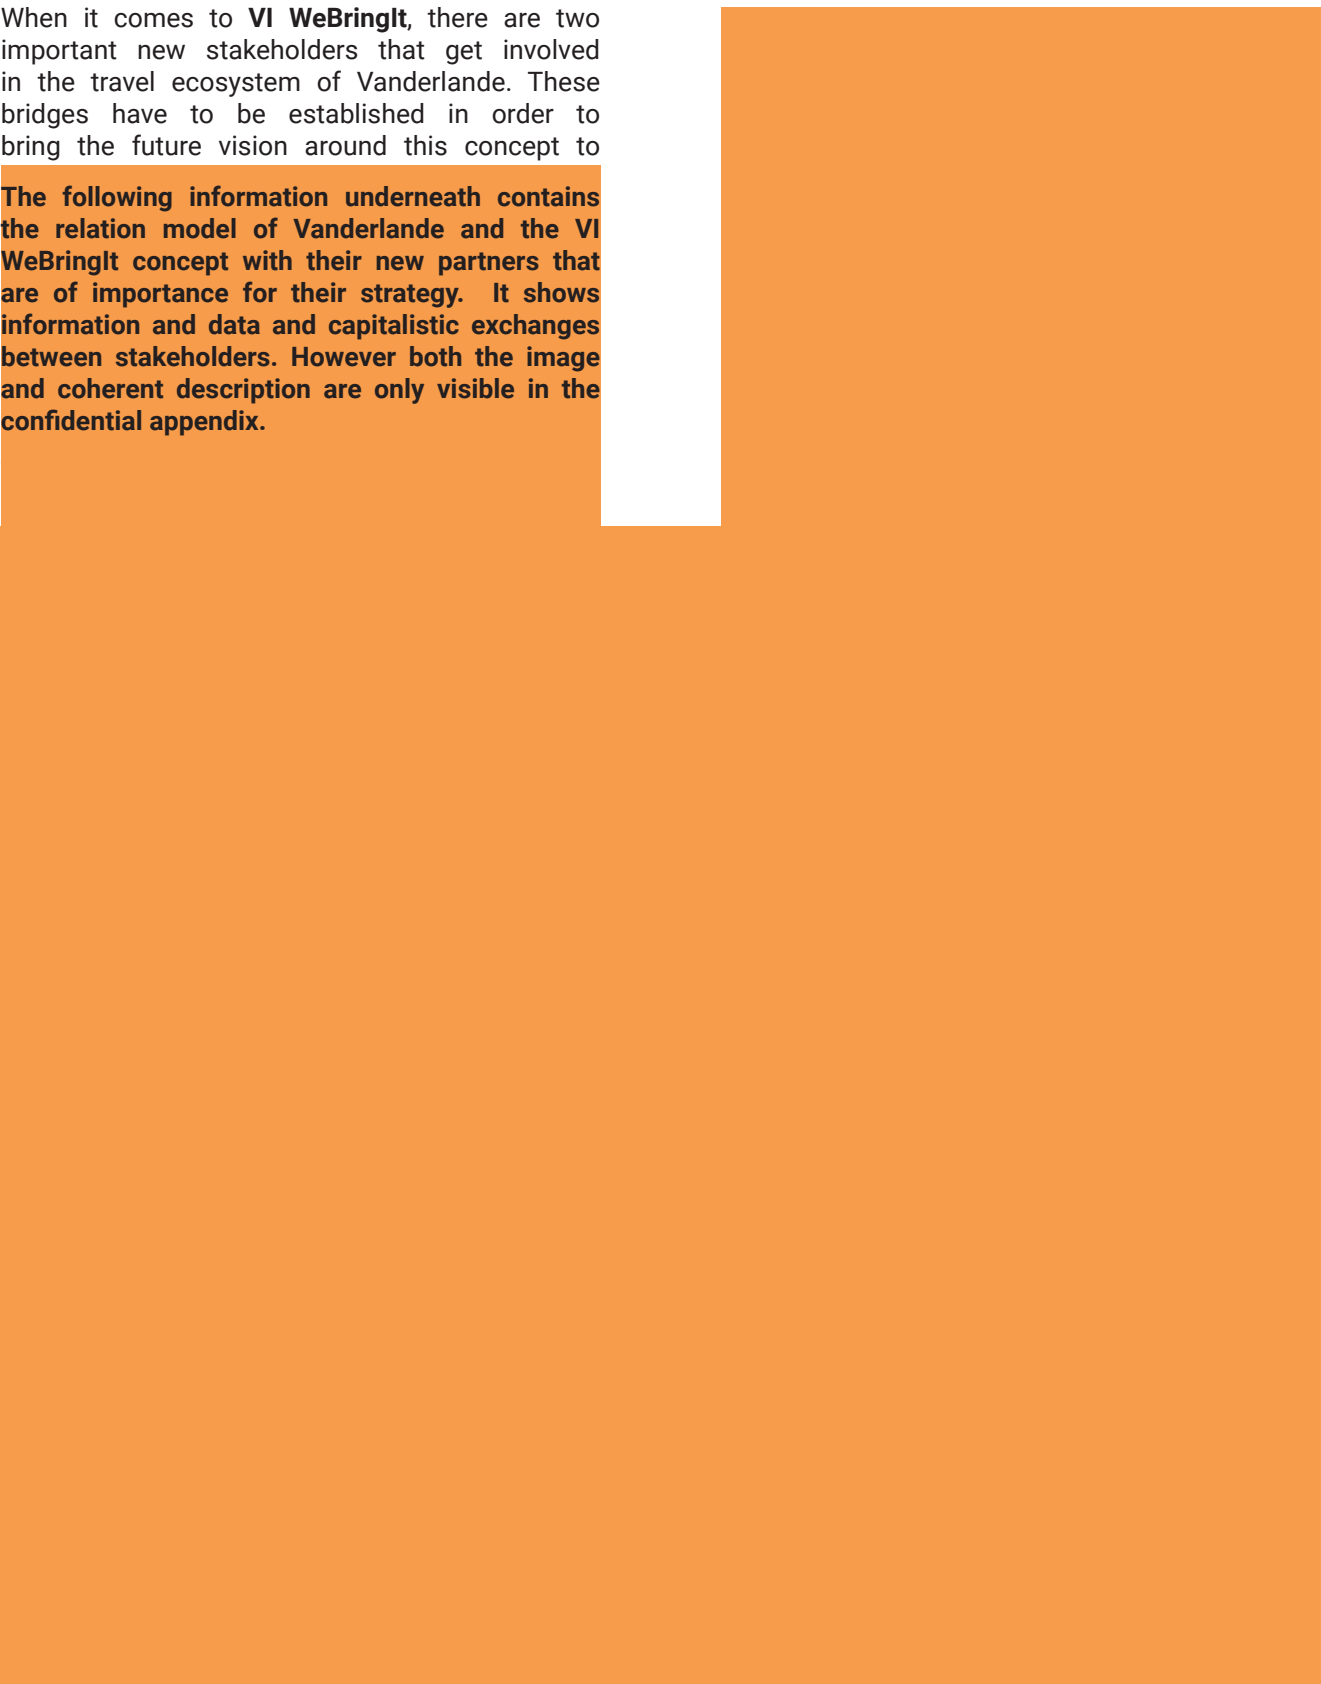 When it comes to VI WeBringIt, there are two
important new stakeholders that get involved
in the travel ecosystem of Vanderlande. These
bridges have to be established in order to
bring the future vision around this concept to
The following information underneath contains
the relation model of Vanderlande and the VI
WeBringIt concept with their new partners that
are of importance for their strategy.  It shows
information and data and capitalistic exchanges
between stakeholders. However both the image
and coherent description are only visible in the
confidential appendix.